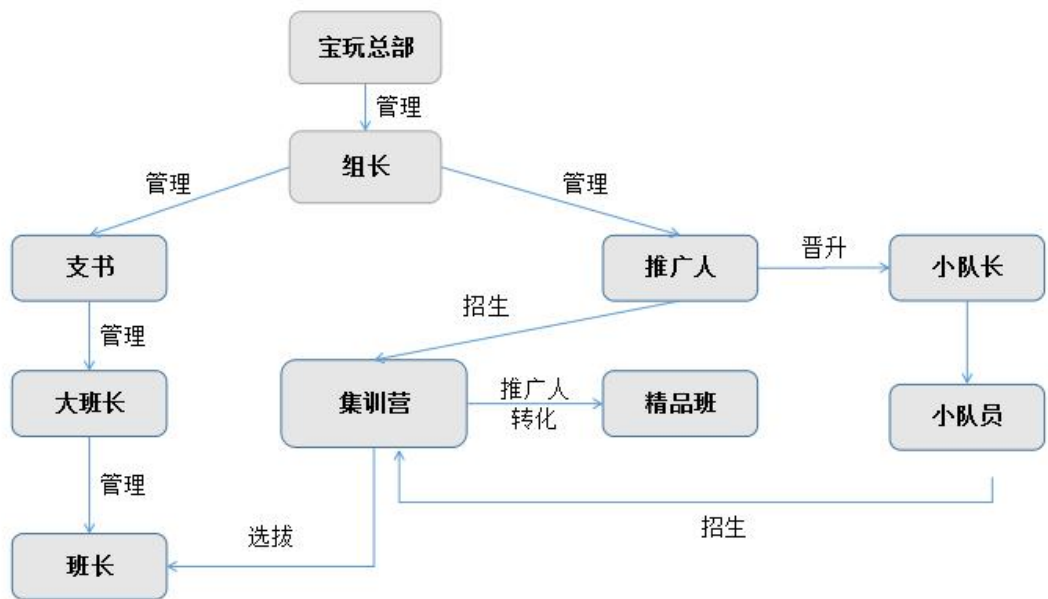 宝玩总部
管理
组长
管理
管理
支书
推广人
晋升
小队长
招生
管理
大班长
集训营
推广人
转化
精品班
小队员
管理
招生
选拔
班长